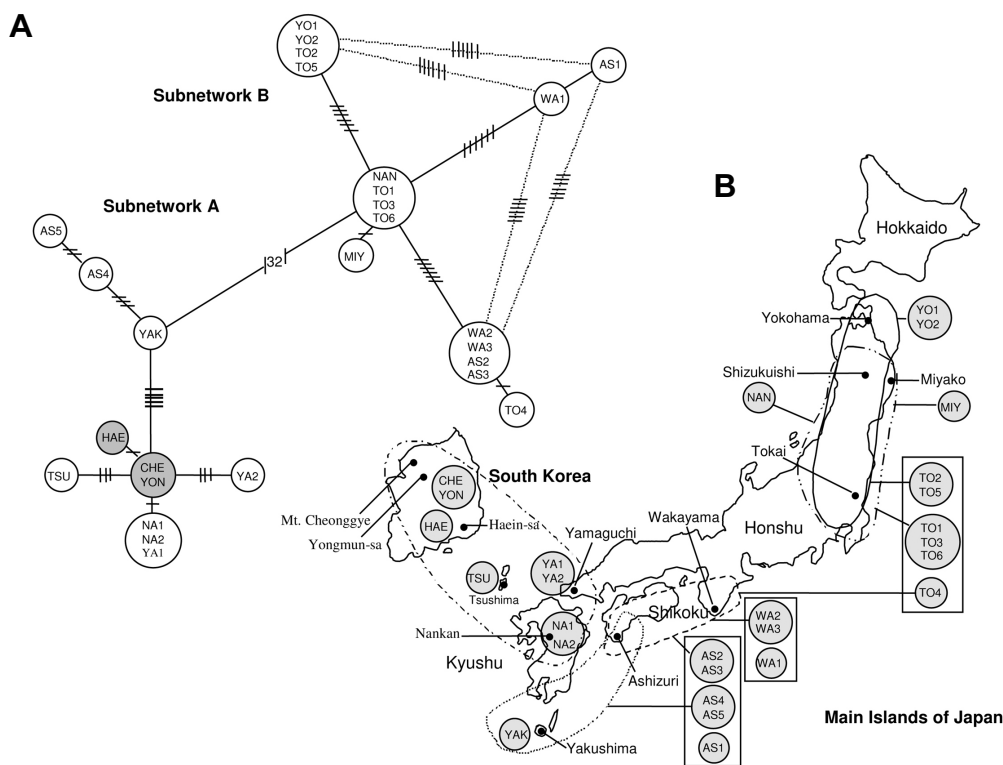 A
YO1
YO2
TO2
TO5
AS1
WA1
Subnetwork B
NAN
TO1
TO3
TO6
MIY
Subnetwork A
AS5
AS4
YAK
32
WA2
WA3
AS2
AS3
TO4
HAE
TSU
CHE
YON
YA2
NA1
NA2
YA1
B
Hokkaido
Yokohama
YO1
YO2
Shizukuishi
Miyako
NAN
MIY
Tokai
TO2
TO5
TO1
TO3
TO6
TO4
South Korea
CHE
YON
HAE
Haein-sa
Mt. Cheonggye
Yongmun-sa
Wakayama
Honshu
Yamaguchi
YA1
YA2
TSU
Tsushima
Shikoku
WA2
WA3
WA1
Nankan
NA1
NA2
Kyushu
Ashizuri
AS2
AS3
AS4
AS5
AS1
YAK
Yakushima
Main Islands of Japan